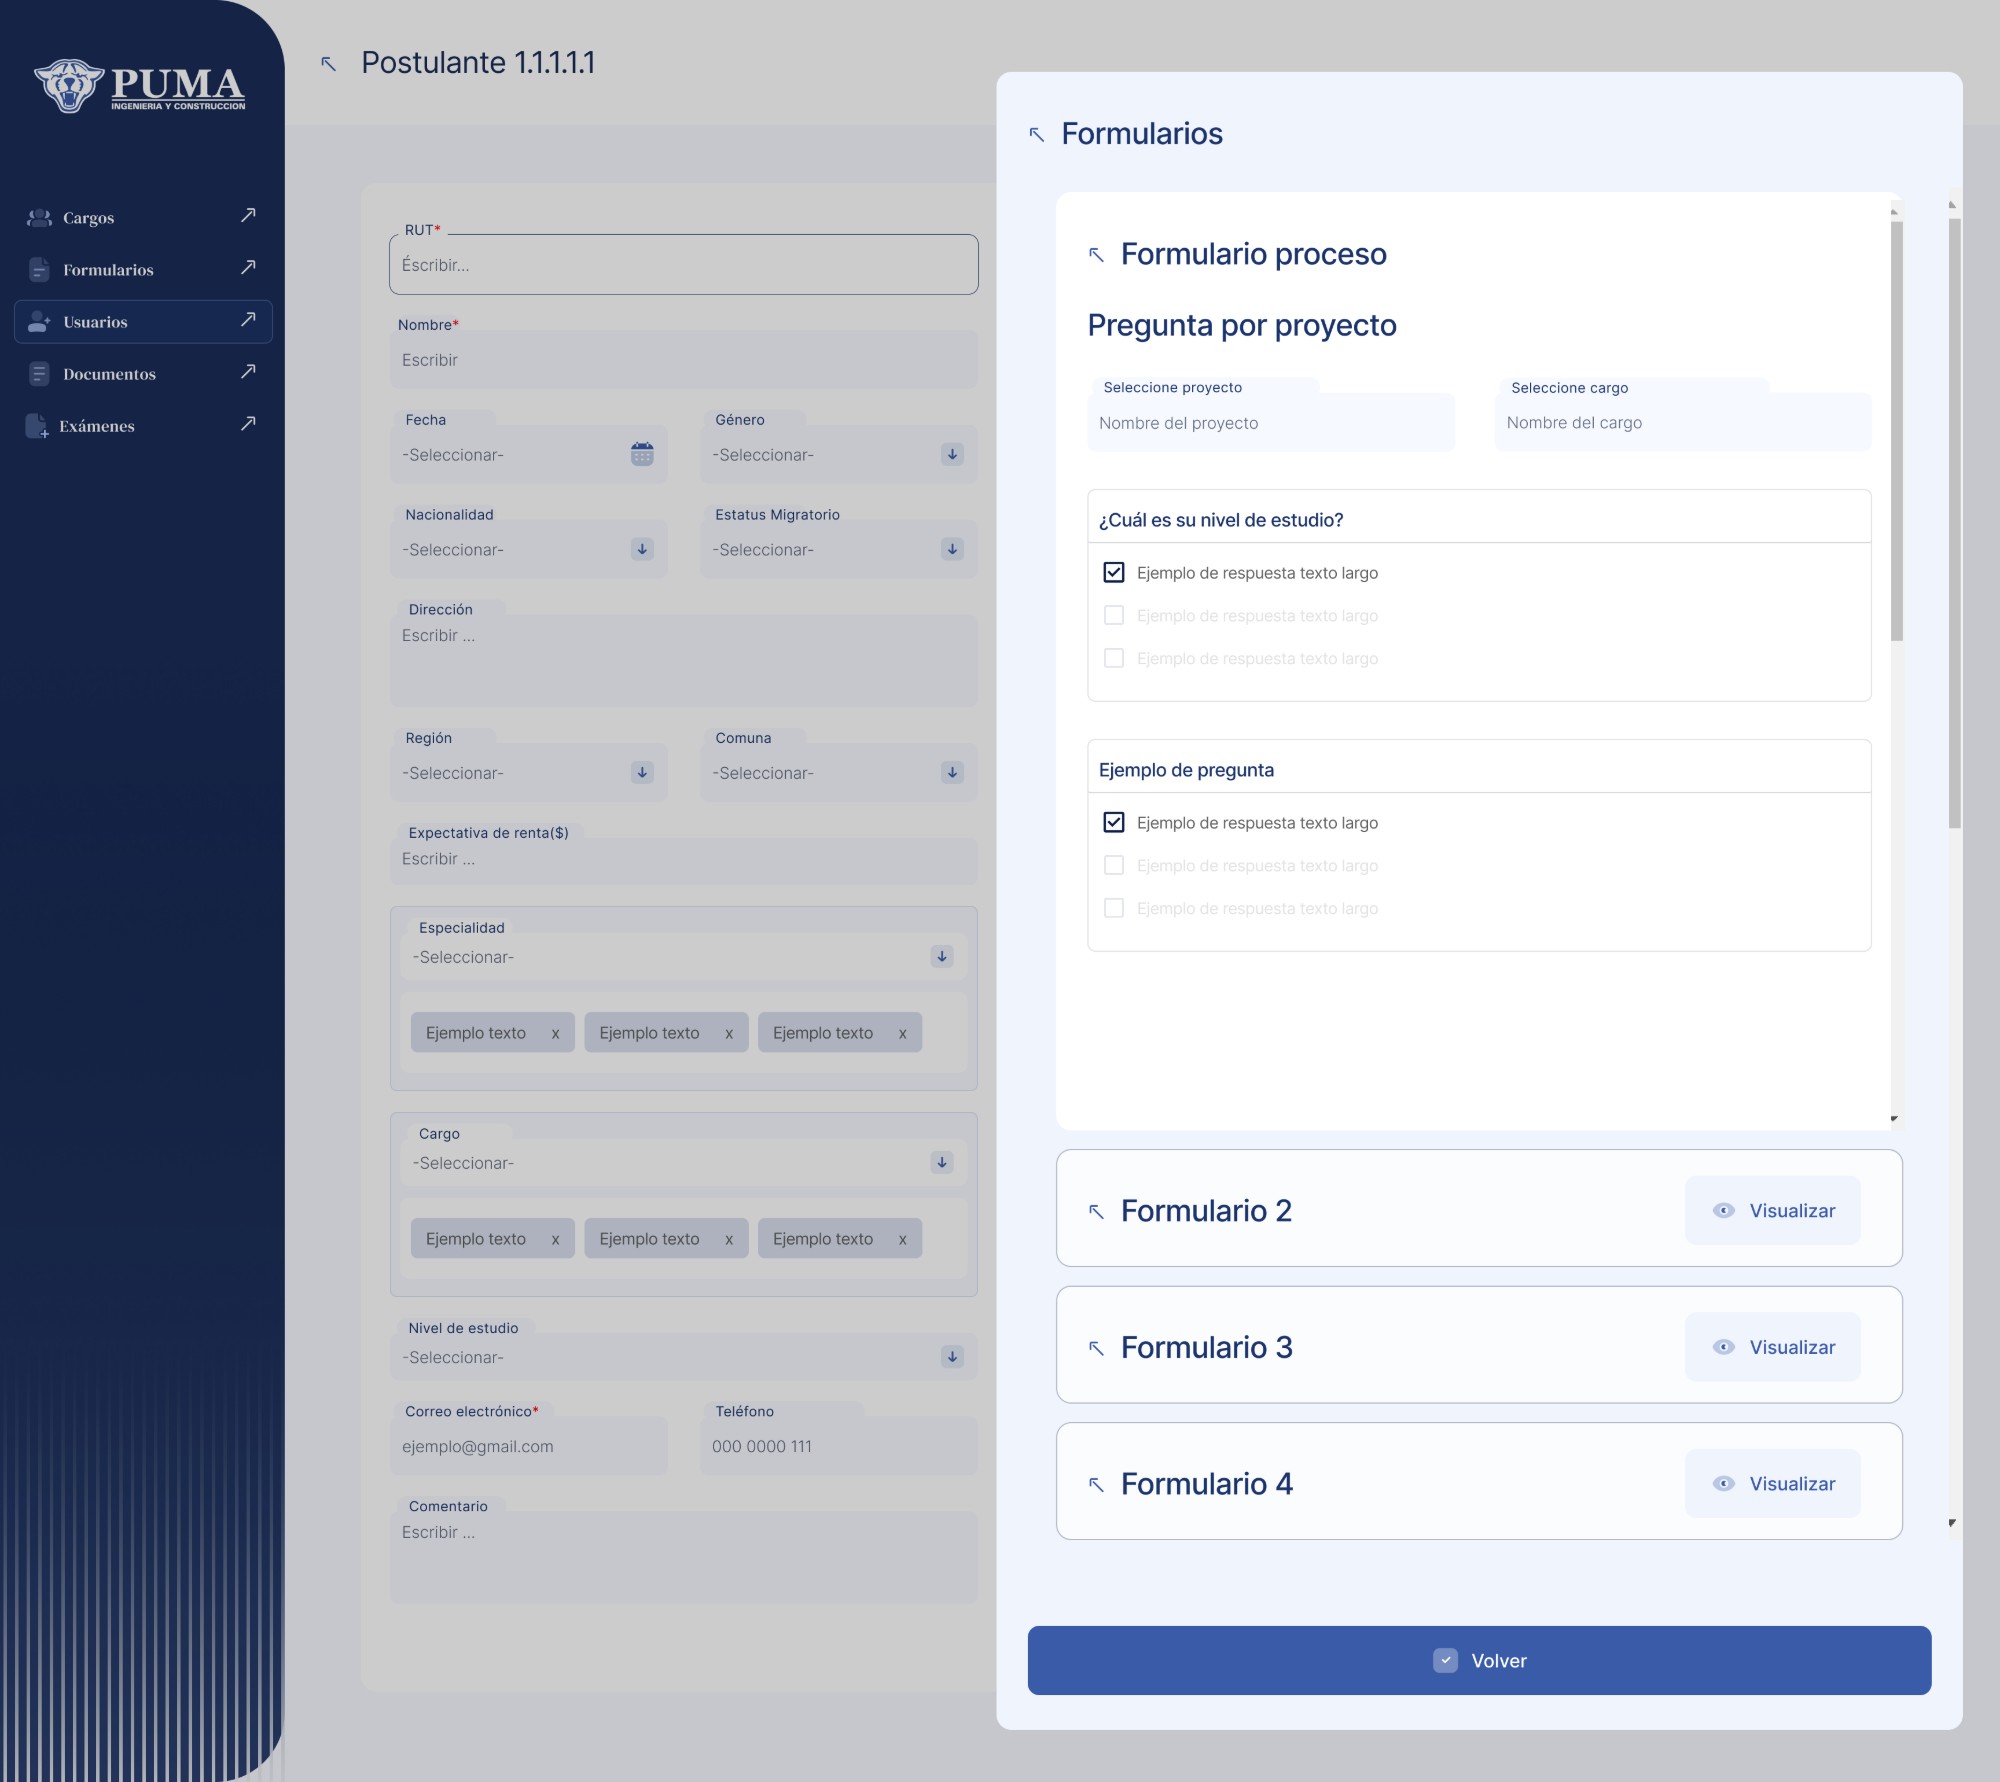 PUMA
INGENIERIA Y CONSTRUCCION
Cargos
Formularios
Usuarios
Documentos
Exámenes
Postulante 1.1.1.1.1
RUT*
Éscribir...
Nombre*
Escribir
Fecha
-Seleccionar-
Género
-Seleccionar-
Nacionalidad
-Seleccionar-
Estatus Migratorio
-Seleccionar-
Dirección
Escribir ...
Región
-Seleccionar-
Comuna
-Seleccionar-
Expectativa de renta($)
Escribir ...
Especialidad
-Seleccionar-
Ejemplo texto x
Ejemplo texto x
Ejemplo texto x
Cargo
-Seleccionar-
Ejemplo texto x
Ejemplo texto x
Ejemplo texto x
Nivel de estudio
-Seleccionar-
Correo electrónico*
ejemplo@gmail.com
Teléfono
000 0000 111
Comentario
Escribir ...
Formularios
Formulario proceso
Pregunta por proyecto
Seleccione proyecto
Nombre del proyecto
Seleccione cargo
Nombre del cargo
¿Cuál es su nivel de estudio?
Ejemplo de respuesta texto largo
Ejemplo de respuesta texto largo
Ejemplo de respuesta texto largo
Ejemplo de pregunta
Ejemplo de respuesta texto largo
Ejemplo de respuesta texto largo
Ejemplo de respuesta texto largo
Formulario 2
Visualizar
Formulario 3
Visualizar
Formulario 4
Visualizar
Volver